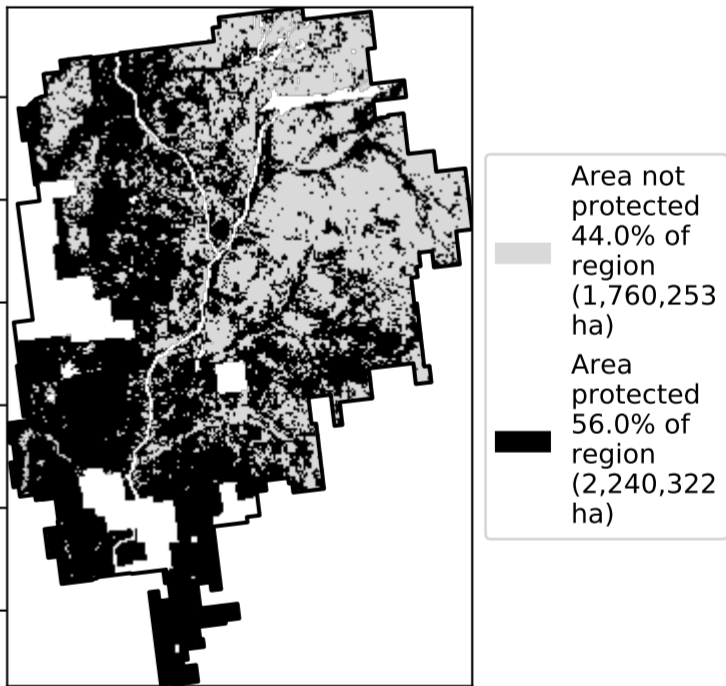 Area not
protected
44.0% of
region
(1,760,253
ha)
Area
protected
56.0% of
region
(2,240,322
ha)